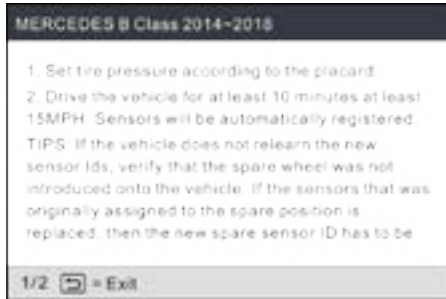 MERCEDES B Class 2014~2018
1. Set tire pressure according to the placard.
2. Drive the vehicle for at least 10 minutes at least
15MPH. Sensors will be automatically registered.
TIPS: If the vehicle does not relearn the new
sensor Ids, verify that the spare wheel was not
introduced onto the vehicle. If the sensors that was
originally assigned to the spare position is
replaced, then the new spare sensor ID has to be
1/2 = Exit